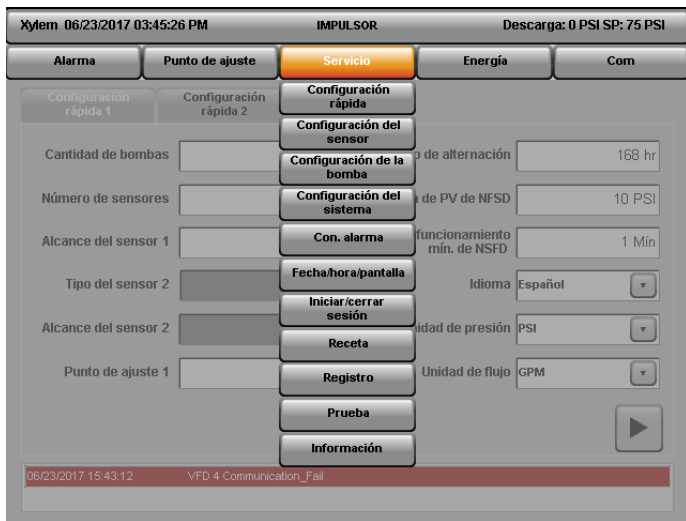 Xylem 06/23/2017 03:45:26 PM IMPULSOR Descarga: 0 PSI SP: 75 PSI
Alarma Punto de ajuste Servicio Energía Com
Configuración
rápida 1
Configuración
rápida 2
Configuración
rápida
Configuración del
sensor
Configuración de la
bomba
Configuración del
sistema
Con. alarma
Fecha/hora/pantalla
Iniciar/cerrar
sesión
Receta
Registro
Prueba
Información
Cantidad de bombas
Número de sensores
Alcance del sensor 1
Tipo del sensor 2
Alcance del sensor 2
Punto de ajuste 1
de alternación 168 hr
de PV de NFSD 10 PSI
funcionamiento
mín. de NSFD 1 Mín
Idioma Español
idad de presión PSI
Unidad de flujo GPM
06/23/2017 15:43:12 VFD 4 Communication_Fail